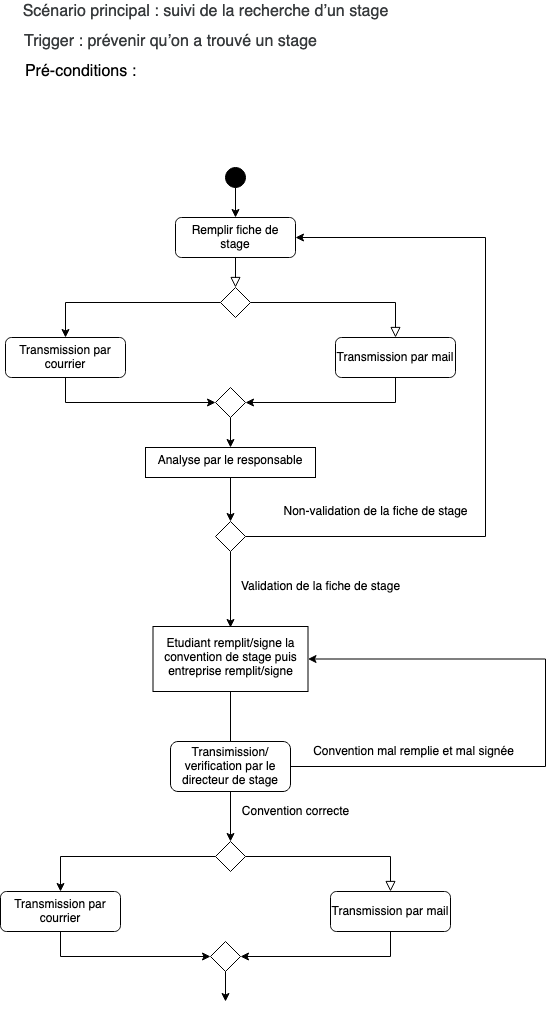 Scénario principal : suivi de la recherche d'un stage
Trigger : prévenir qu'on a trouvé un stage
Pré-conditions :
Remplir fiche de
stage
Transmission par
courrier
Transmission par mail
Analyse par le responsable
Non-validation de la fiche de stage
Validation de la fiche de stage
Etudiant remplit/signe la
convention de stage puis
entreprise remplit/signe
Transimission/
verification par le
directeur de stage
Convention mal remplie et mal signée
Convention correcte
Transmission par
courrier
Transmission par mail